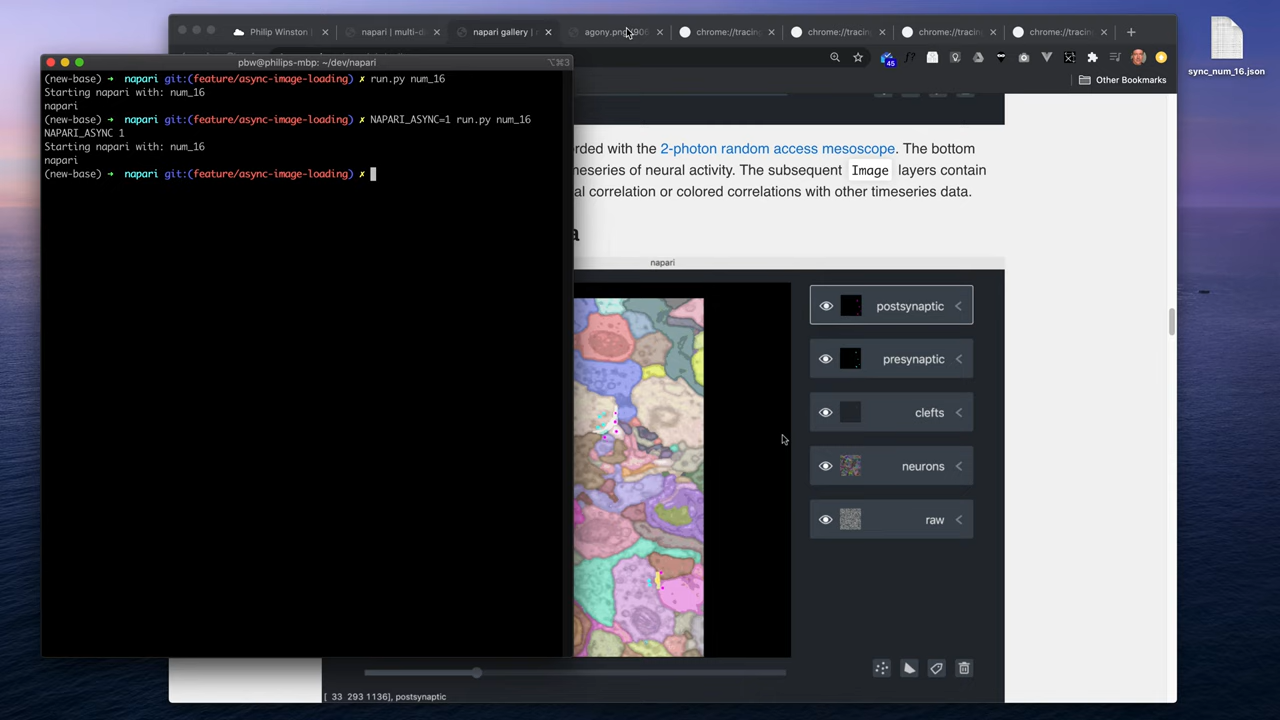 Philip Winston |
napari | multi-d
napari gallery |
agony.png
chrome://tracing
chrome://tracing
chrome://tracing
chrome://tracing
45
Other Bookmarks
sync_num_16.json
pbw@philips-mbp: ~/dev/napari
⌥⌘3
(new-base) ➜ napari git:(feature/async-image-loading) ✗ run.py num_16
Starting napari with: num_16
napari
(new-base) ➜ napari git:(feature/async-image-loading) ✗ NAPARI_ASYNC=1 run.py num_16
NAPARI_ASYNC 1
Starting napari with: num_16
napari
(new-base) ➜ napari git:(feature/async-image-loading) ✗
rded with the 2-photon random access mesoscope. The bottom
meseries of neural activity. The subsequent Image layers contain
al correlation or colored correlations with other timeseries data.
a
napari
postsynaptic
presynaptic
clefts
neurons
raw
[ 33 293 1136], postsynaptic